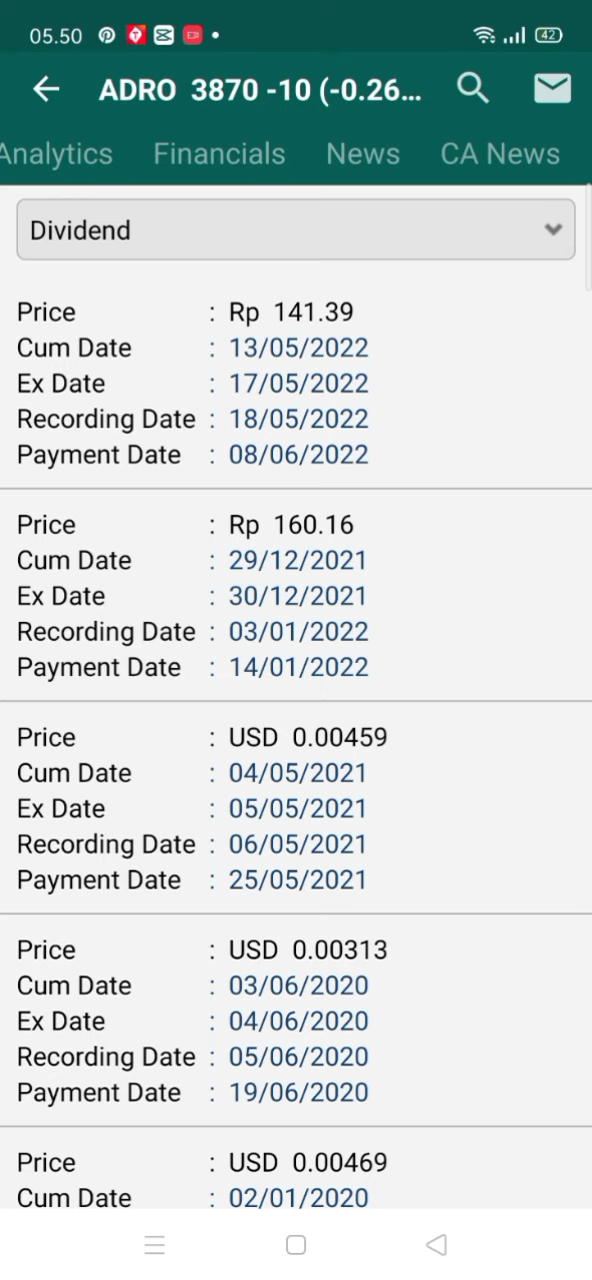 05.50
42
ADRO 3870 -10 (-0.26...
Analytics Financials News CA News
Dividend
Price : Rp 141.39
Cum Date : 13/05/2022
Ex Date : 17/05/2022
Recording Date : 18/05/2022
Payment Date : 08/06/2022
Price : Rp 160.16
Cum Date : 29/12/2021
Ex Date : 30/12/2021
Recording Date : 03/01/2022
Payment Date : 14/01/2022
Price : USD 0.00459
Cum Date : 04/05/2021
Ex Date : 05/05/2021
Recording Date : 06/05/2021
Payment Date : 25/05/2021
Price : USD 0.00313
Cum Date : 03/06/2020
Ex Date : 04/06/2020
Recording Date : 05/06/2020
Payment Date : 19/06/2020
Price : USD 0.00469
Cum Date : 02/01/2020